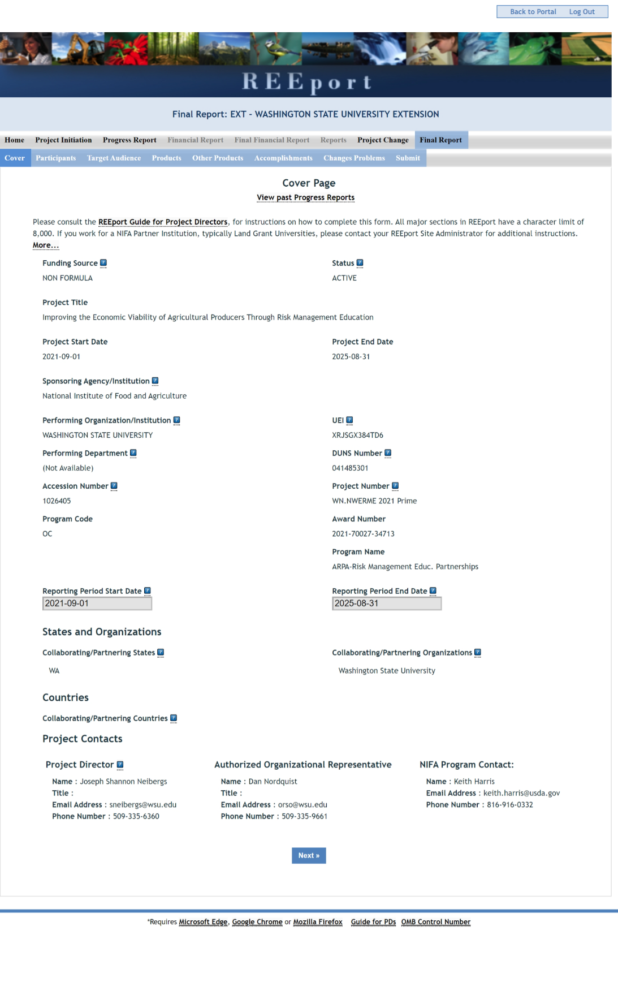 Back to Portal Log Out
REEport
Final Report: EXT - WASHINGTON STATE UNIVERSITY EXTENSION
Home Project Initiation Progress Report Financial Report Final Financial Report Reports Project Change Final Report
Cover Participants Target Audience Products Other Products Accomplishments Changes Problems Submit
Cover Page
View past Progress Reports
Please consult the REEport Guide for Project Directors, for instructions on how to complete this form. All major sections in REEport have a character limit of
8,000. If you work for a NIFA Partner Institution, typically Land Grant Universities, please contact your REEport Site Administrator for additional instructions.
More...
Funding Source ? Status ?
NON FORMULA ACTIVE
Project Title
Improving the Economic Viability of Agricultural Producers Through Risk Management Education
Project Start Date Project End Date
2021-09-01 2025-08-31
Sponsoring Agency/Institution ?
National Institute of Food and Agriculture
Performing Organization/Institution ? UEI ?
WASHINGTON STATE UNIVERSITY XRJSGX384TD6
Performing Department ? DUNS Number ?
(Not Available) 041485301
Accession Number ? Project Number ?
1026405 WN.NWERME 2021 Prime
Program Code Award Number
OC 2021-70027-34713
Program Name
ARPA-Risk Management Educ. Partnerships
Reporting Period Start Date ? Reporting Period End Date ?
2021-09-01 2025-08-31
States and Organizations
Collaborating/Partnering States ? Collaborating/Partnering Organizations ?
WA Washington State University
Countries
Collaborating/Partnering Countries ?
Project Contacts
Project Director ? Authorized Organizational Representative NIFA Program Contact:
Name : Joseph Shannon Neibergs Name : Dan Nordquist Name : Keith Harris
Title : Title : Email Address : keith.harris@usda.gov
Email Address : sneibergs@wsu.edu Email Address : orso@wsu.edu Phone Number : 816-916-0332
Phone Number : 509-335-6360 Phone Number : 509-335-9661
Next »
*Requires Microsoft Edge, Google Chrome or Mozilla Firefox Guide for PDs OMB Control Number